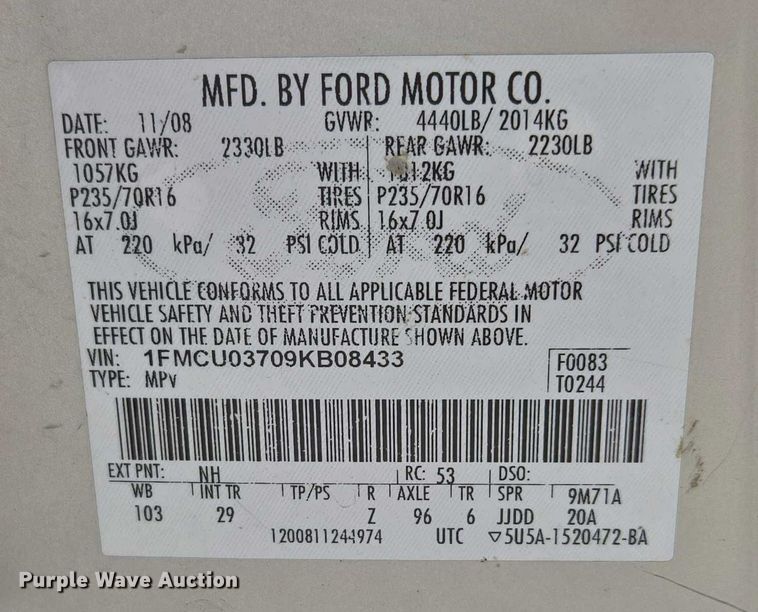 MFD. BY FORD MOTOR CO.
DATE: 11/08 GVWR: 4440LB/ 2014KG
FRONT GAWR: 2330LB REAR GAWR: 2230LB
1057KG WITH 1012KG WITH
P235/70R16 TIRES P235/70R16 TIRES
16x7.0J RIMS 16x7.0J RIMS
AT 220 kPa/ 32 PSI COLD AT 220 kPa/ 32 PSI COLD
THIS VEHICLE CONFORMS TO ALL APPLICABLE FEDERAL MOTOR
VEHICLE SAFETY AND THEFT PREVENTION STANDARDS IN
EFFECT ON THE DATE OF MANUFACTURE SHOWN ABOVE.
VIN: 1FMCU03709KB08433 F0083
TYPE: MPV T0244
EXT PNT: NH RC: 53 DSO:
WB INT TR TP/PS R AXLE TR SPR 9M71A
103 29 Z 96 6 JJDD 20A
1200811244974 UTC ▽5U5A-1520472-BA
Purple Wave Auction